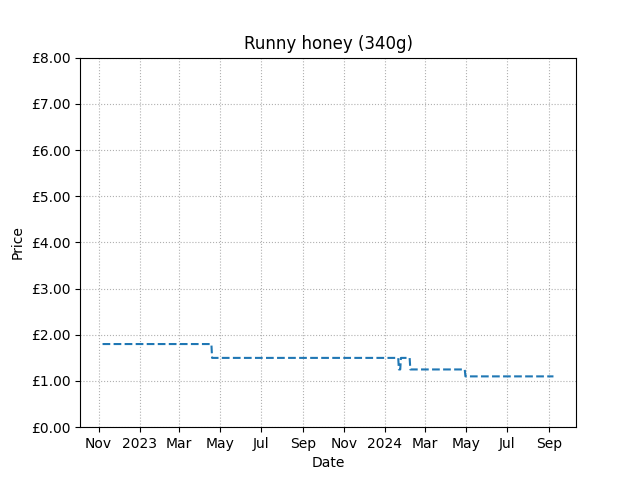 Runny honey (340g)
£8.00
£7.00
£6.00
£5.00
£4.00
£3.00
£2.00
£1.00
£0.00
Price
Nov 2023 Mar May Jul Sep Nov 2024 Mar May Jul Sep
Date